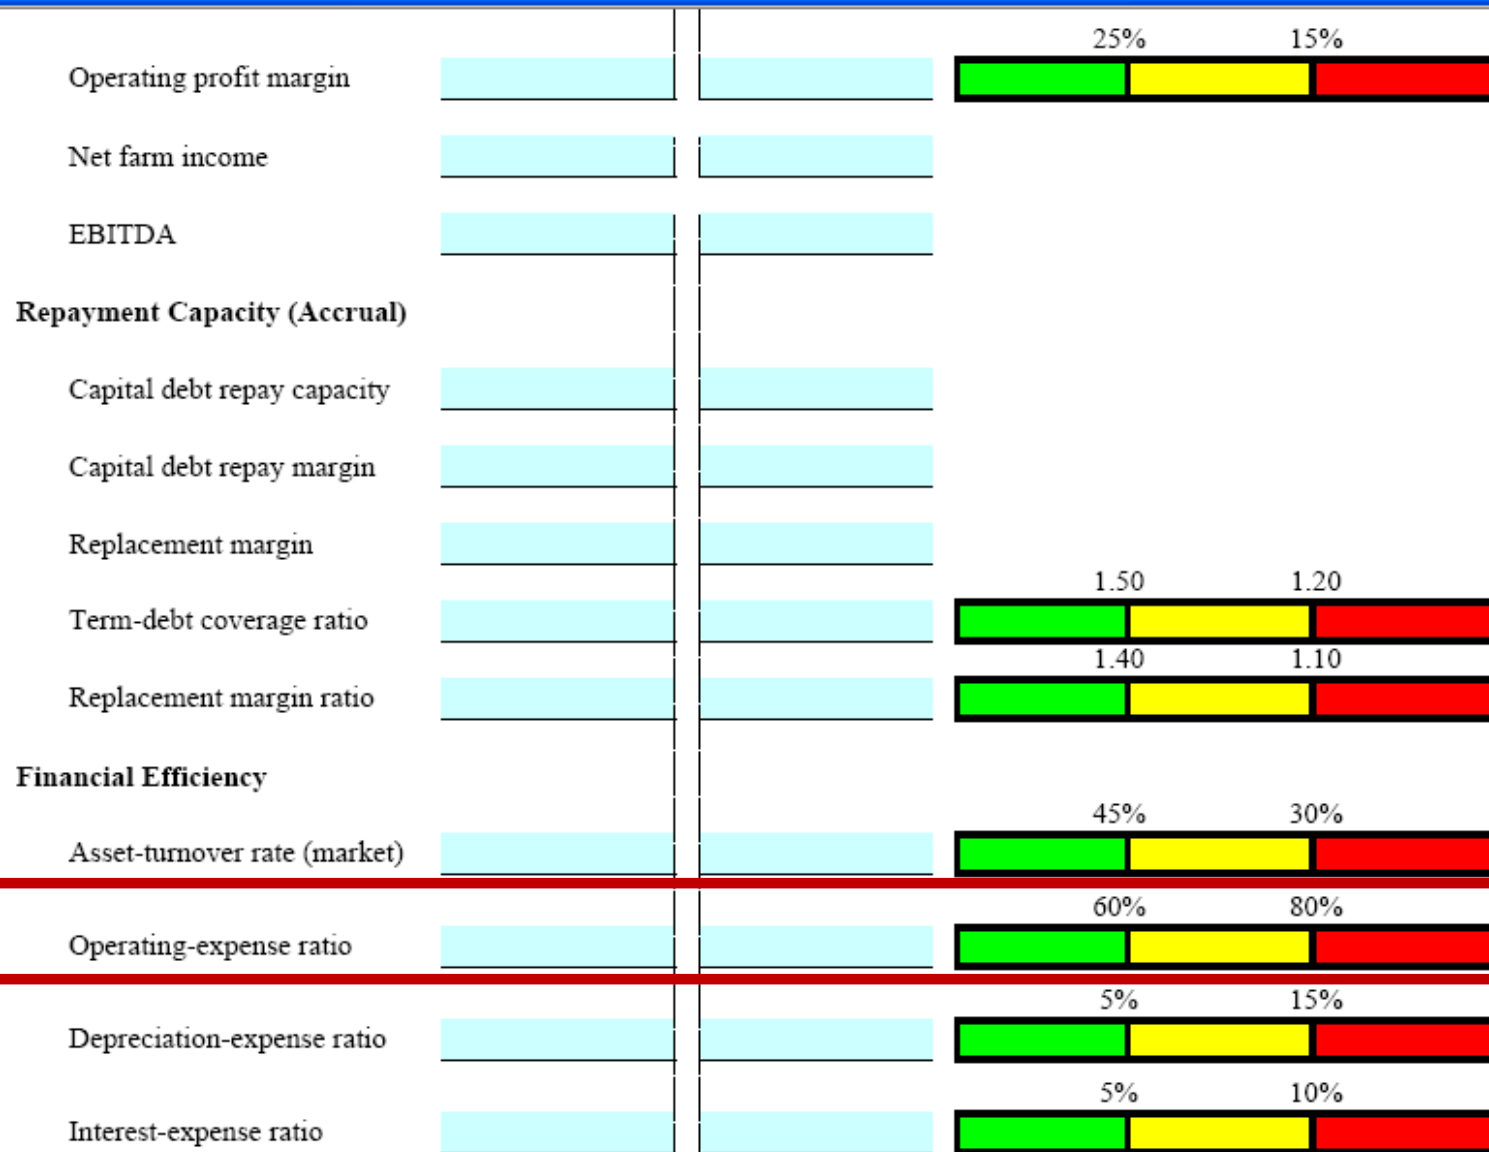 25% 15%
Operating profit margin
Net farm income
EBITDA
Repayment Capacity (Accrual)
Capital debt repay capacity
Capital debt repay margin
Replacement margin
1.50 1.20
Term-debt coverage ratio
1.40 1.10
Replacement margin ratio
Financial Efficiency
45% 30%
Asset-turnover rate (market)
60% 80%
Operating-expense ratio
5% 15%
Depreciation-expense ratio
5% 10%
Interest-expense ratio